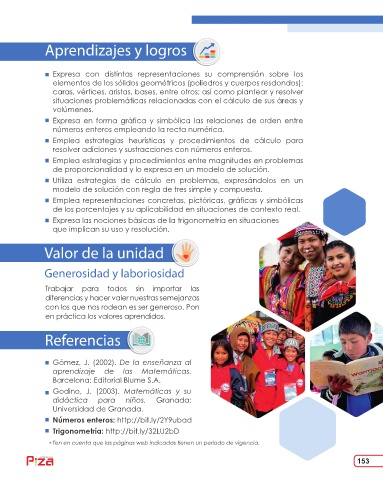 Aprendizajes y logros
Expresa con distintas representaciones su comprensión sobre los
elementos de los sólidos geométricos (poliedros y cuerpos resdondos);
caras, vértices, aristas, bases, entre otros; así como plantear y resolver
situaciones problemáticas relacionadas con el cálculo de sus áreas y
volúmenes.
Expresa en forma gráfica y simbólica las relaciones de orden entre
números enteros empleando la recta numérica.
Emplea estrategias heurísticas y procedimientos de cálculo para
resolver adiciones y sustracciones con números enteros.
Emplea estrategias y procedimientos entre magnitudes en problemas
de proporcionalidad y lo expresa en un modelo de solución.
Utiliza estrategias de cálculo en problemas, expresándolos en un
modelo de solución con regla de tres simple y compuesta.
Emplea representaciones concretas, pictóricas, gráficas y simbólicas
de los porcentajes y su aplicabilidad en situaciones de contexto real.
Expresa las nociones básicas de la trigonometría en situaciones
que implican su uso y resolución.
Valor de la unidad
Generosidad y laboriosidad
Trabajar para todos sin importar las
diferencias y hacer valer nuestras semejanzas
con los que nos rodean es ser generoso. Pon
en práctica los valores aprendidos.
Referencias
Gómez, J. (2002). De la enseñanza al
aprendizaje de las Matemáticas.
Barcelona: Editorial Blume S.A.
Godino, J. (2003). Matemáticas y su
didáctica para niños. Granada:
Universidad de Granada.
Números enteros: http://bit.ly/2Y9ubad
Trigonometría: http://bit.ly/32LU2bD
* Ten en cuenta que las páginas web indicadas tienen un período de vigencia.
153